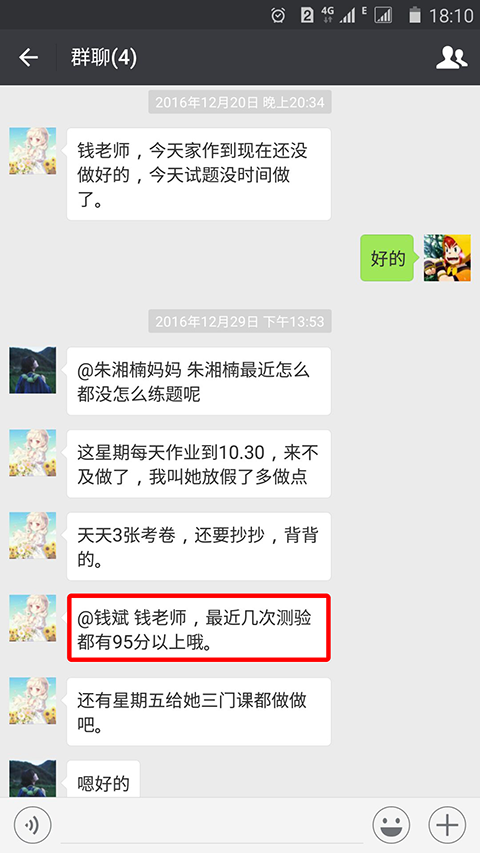 2 4G E 18:10
群聊(4)
2016年12月20日 晚上20:34
钱老师，今天家作到现在还没
做好的，今天试题没时间做
了。
好的
2016年12月29日 下午13:53
@朱湘楠妈妈 朱湘楠最近怎么
都没怎么练题呢
这星期每天作业到10.30，来不
及做了，我叫她放假了多做点
天天3张考卷，还要抄抄，背背
的。
@钱斌 钱老师，最近几次测验
都有95分以上哦。
还有星期五给她三门课都做做
吧。
嗯好的